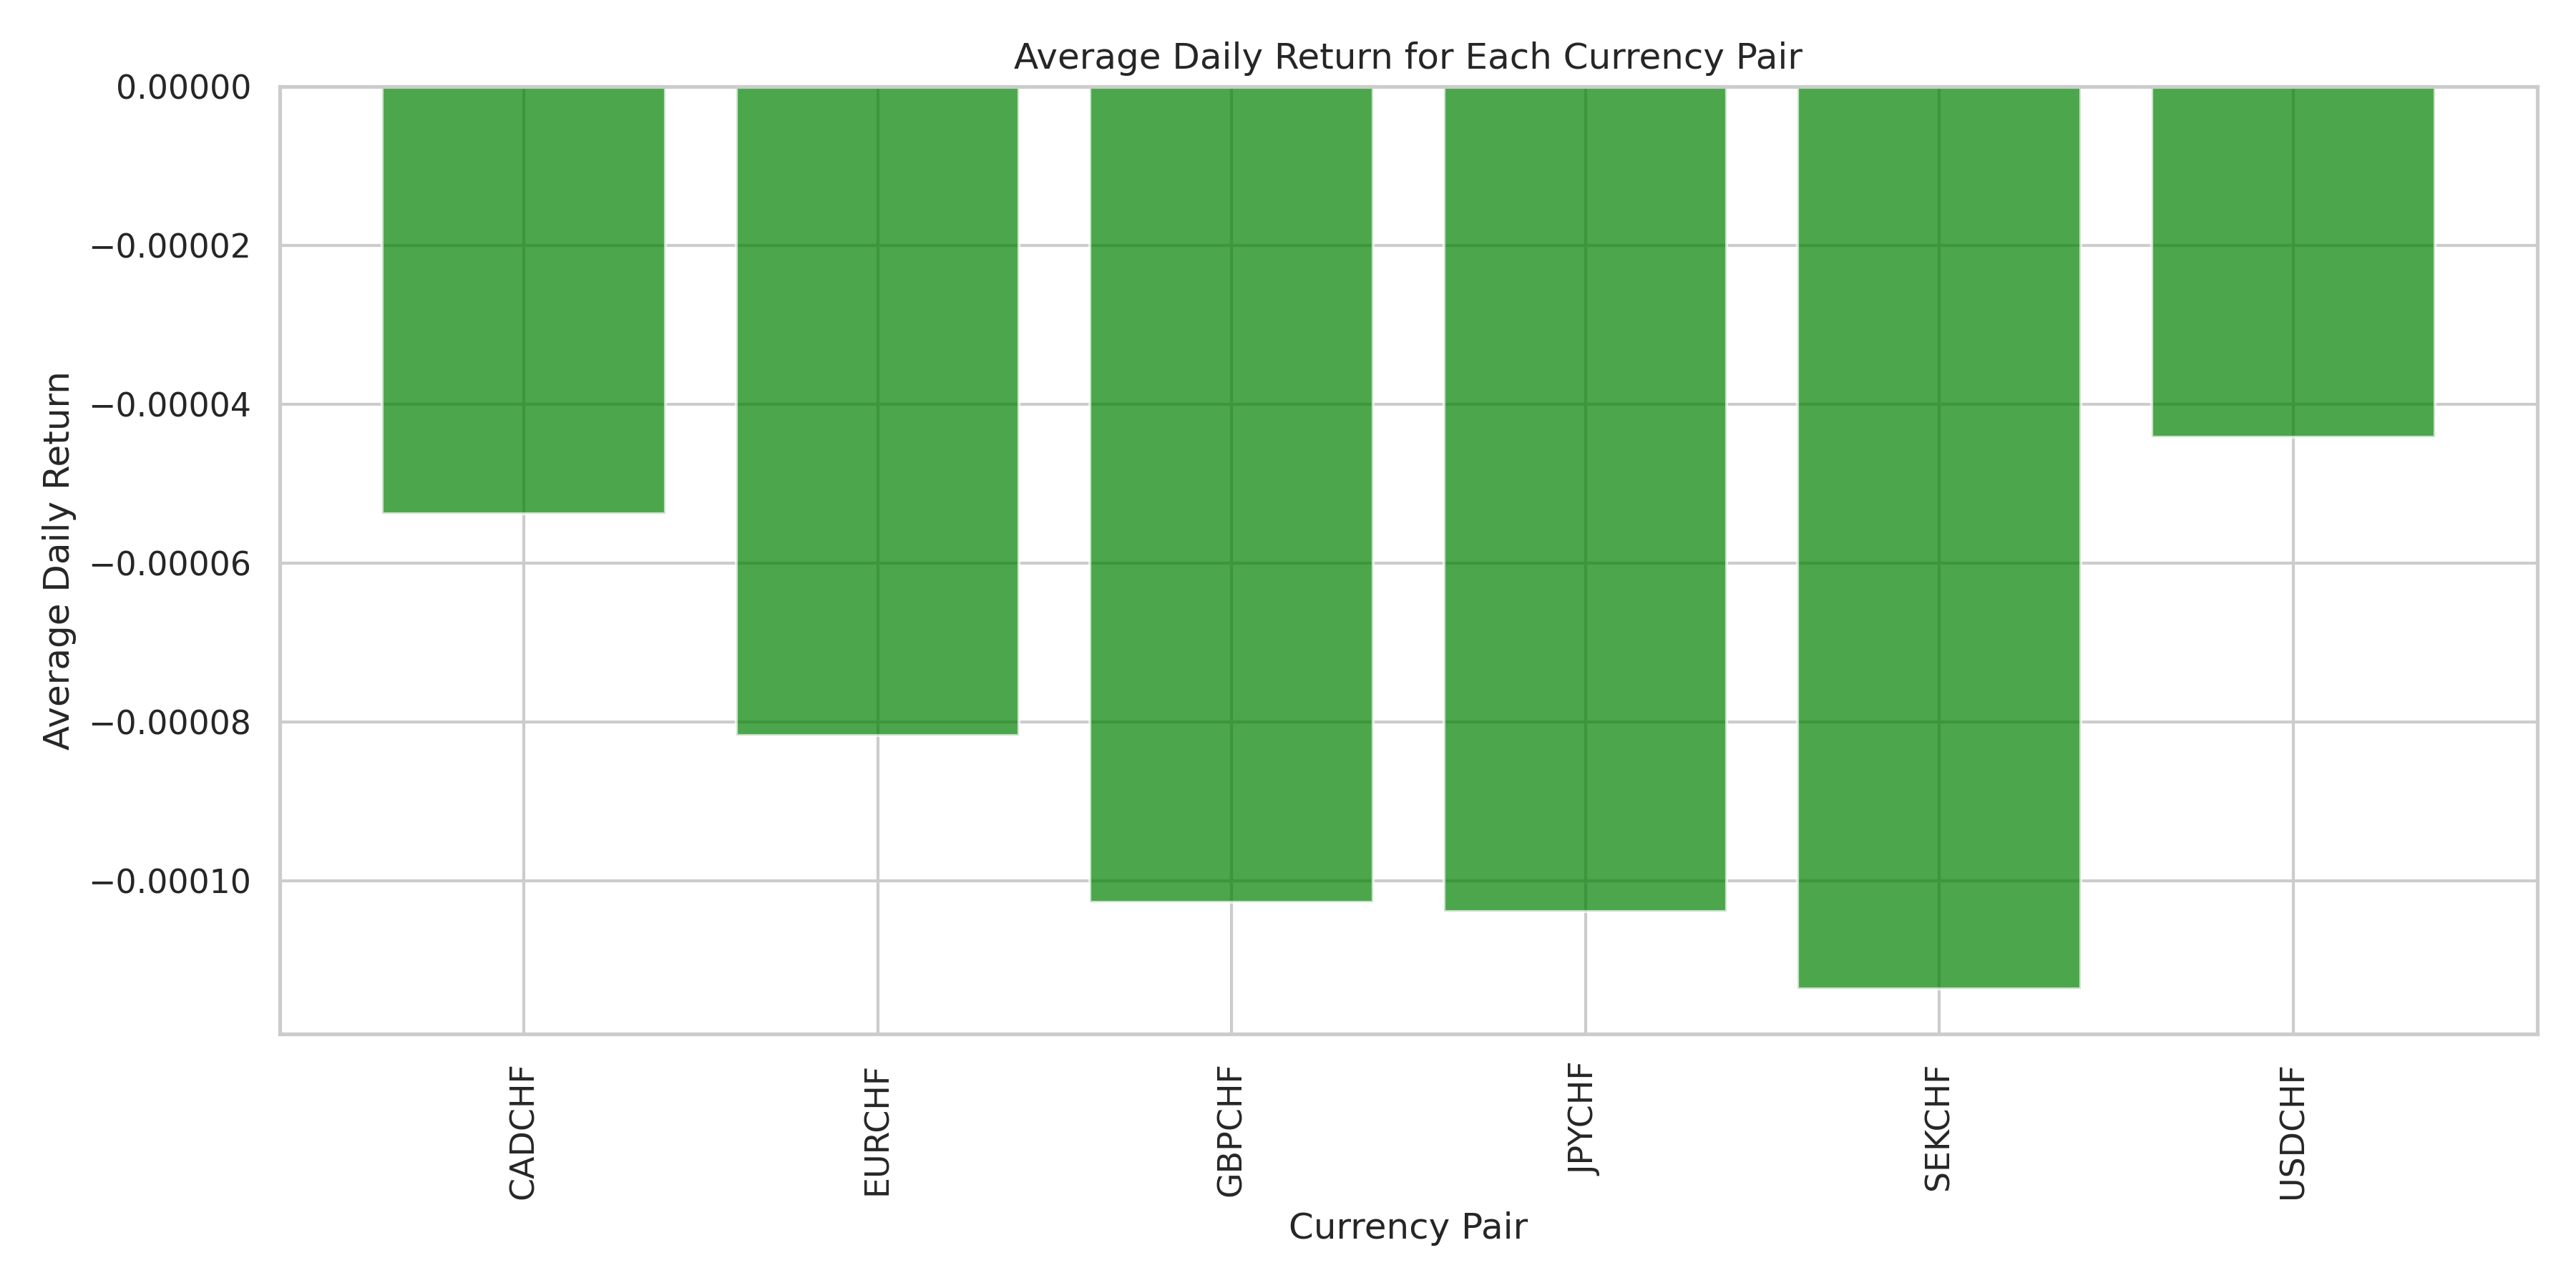 Average Daily Return for Each Currency Pair
0.00000
−0.00002
−0.00004
−0.00006
−0.00008
−0.00010
Average Daily Return
CADCHF
EURCHF
GBPCHF
JPYCHF
SEKCHF
USDCHF
Currency Pair